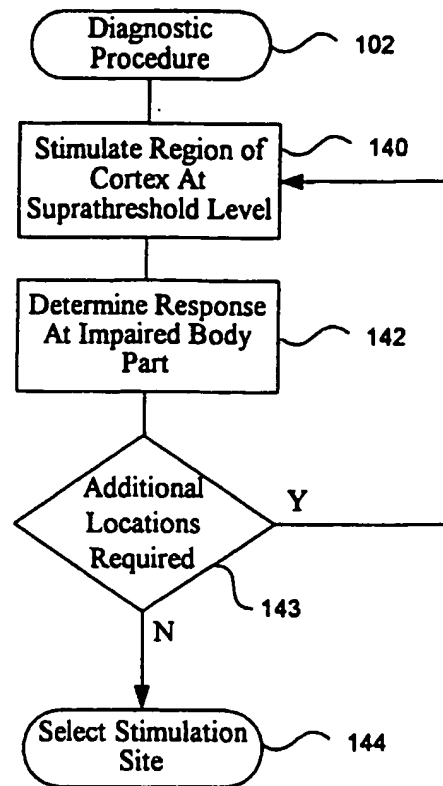 Diagnostic
Procedure
102
Stimulate Region of
Cortex At
Suprathreshold Level
140
Determine Response
At Impaired Body
Part
142
Additional
Locations
Required
Y
143
N
Select Stimulation
Site
144